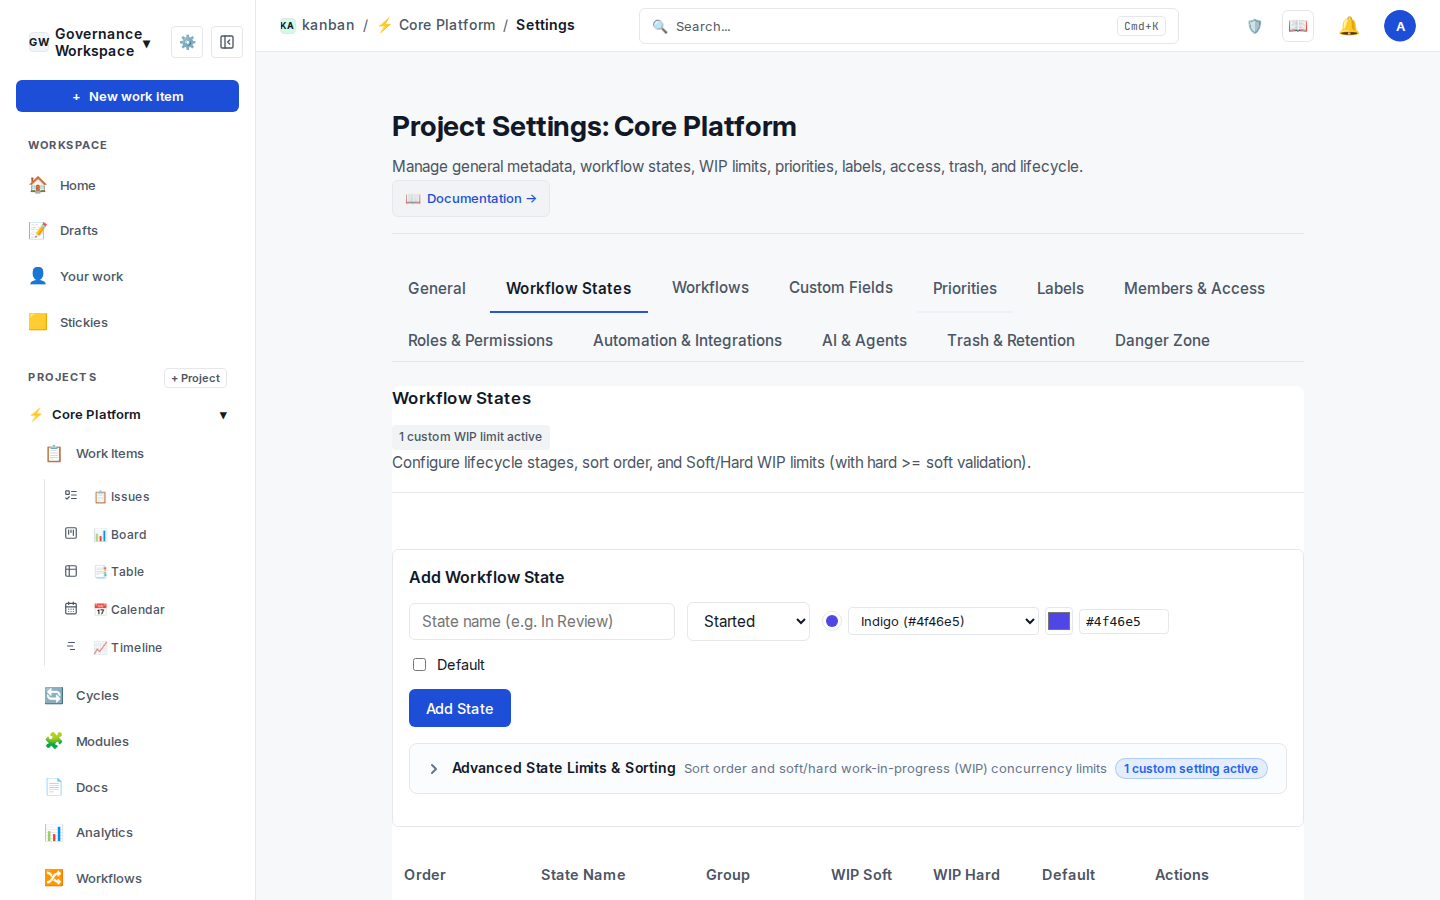 GW Governance Workspace ▾
+ New work item
WORKSPACE
Home
Drafts
Your work
Stickies
PROJECTS
+ Project
Core Platform ▾
Work Items
Issues
Board
Table
Calendar
Timeline
Cycles
Modules
Docs
Analytics
Workflows
KA kanban / Core Platform / Settings
Search...
Cmd+K
A
Project Settings: Core Platform
Manage general metadata, workflow states, WIP limits, priorities, labels, access, trash, and lifecycle.
Documentation →
General
Workflow States
Workflows
Custom Fields
Priorities
Labels
Members & Access
Roles & Permissions
Automation & Integrations
AI & Agents
Trash & Retention
Danger Zone
Workflow States
1 custom WIP limit active
Configure lifecycle stages, sort order, and Soft/Hard WIP limits (with hard >= soft validation).
Add Workflow State
State name (e.g. In Review)
Started
Indigo (#4f46e5)
#4f46e5
Default
Add State
Advanced State Limits & Sorting Sort order and soft/hard work-in-progress (WIP) concurrency limits 1 custom setting active
Order State Name Group WIP Soft WIP Hard Default Actions